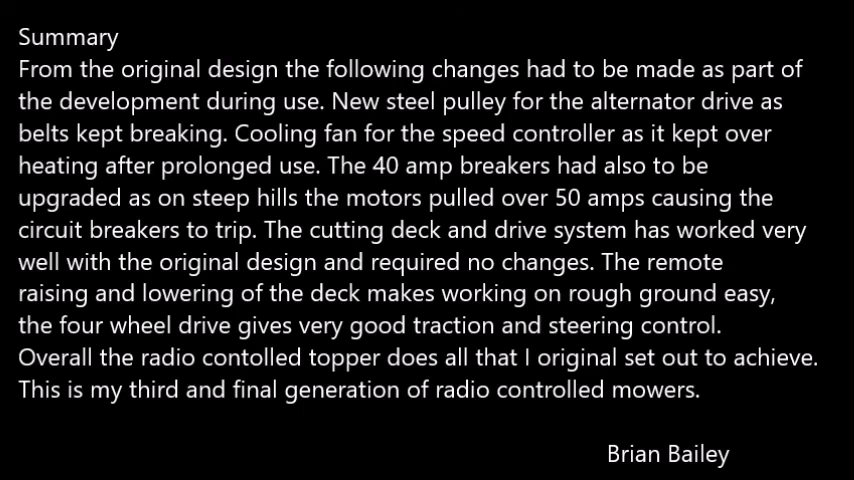 Summary
From the original design the following changes had to be made as part of
the development during use. New steel pulley for the alternator drive as
belts kept breaking. Cooling fan for the speed controller as it kept over
heating after prolonged use. The 40 amp breakers had also to be
upgraded as on steep hills the motors pulled over 50 amps causing the
circuit breakers to trip. The cutting deck and drive system has worked very
well with the original design and required no changes. The remote
raising and lowering of the deck makes working on rough ground easy,
the four wheel drive gives very good traction and steering control.
Overall the radio contolled topper does all that I original set out to achieve.
This is my third and final generation of radio controlled mowers.
Brian Bailey